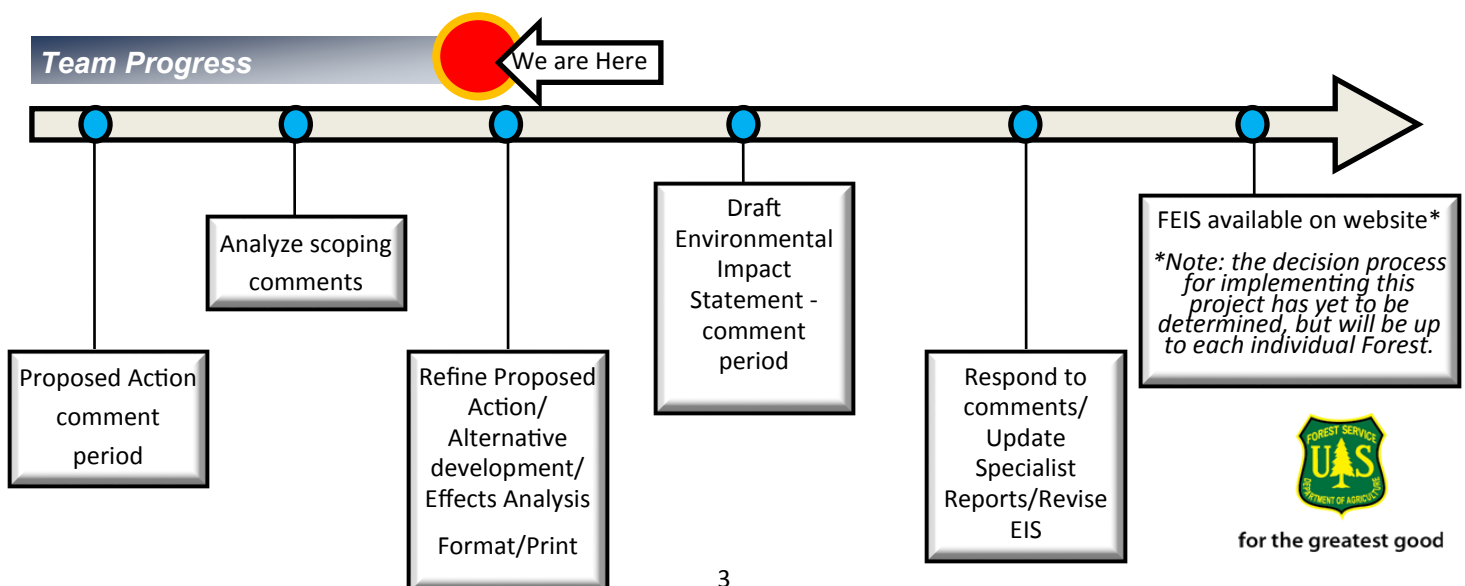 Team Progress
We are Here
Proposed Action
comment
period
Analyze scoping
comments
Refine Proposed
Action/
Alternative
development/
Effects Analysis
Format/Print
Draft
Environmental
Impact
Statement -
comment
period
Respond to
comments/
Update
Specialist
Reports/Revise
EIS
FEIS available on website*
*Note: the decision process
for implementing this
project has yet to be
determined, but will be up
to each individual Forest.
FOREST SERVICE
U S
DEPARTMENT OF AGRICULTURE
for the greatest good
3